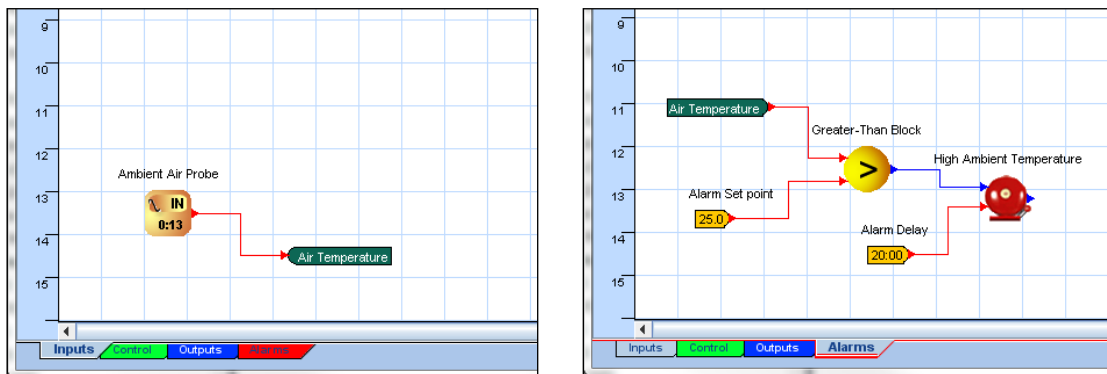 9
10
11
12
Ambient Air Probe
13
IN
0:13
14
Air Temperature
15
Inputs Control Outputs Alarms
9
10
11
Air Temperature
Greater-Than Block
12
>
High Ambient Temperature
13
Alarm Set point
25.0
14
Alarm Delay
20:00
15
Inputs Control Outputs Alarms